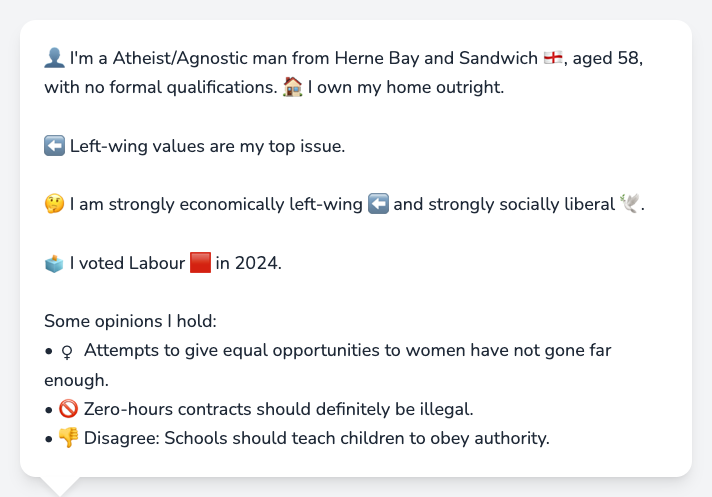 👤 I'm a Atheist/Agnostic man from Herne Bay and Sandwich 🏴󠁧󠁢󠁥󠁮󠁧󠁿, aged 58,
with no formal qualifications. 🏠 I own my home outright.
⬅️ Left-wing values are my top issue.
🤔 I am strongly economically left-wing ⬅️ and strongly socially liberal 🕊️.
🗳️ I voted Labour 🟥 in 2024.
Some opinions I hold:
• ♀ Attempts to give equal opportunities to women have not gone far
enough.
• 🚫 Zero-hours contracts should definitely be illegal.
• 👎 Disagree: Schools should teach children to obey authority.